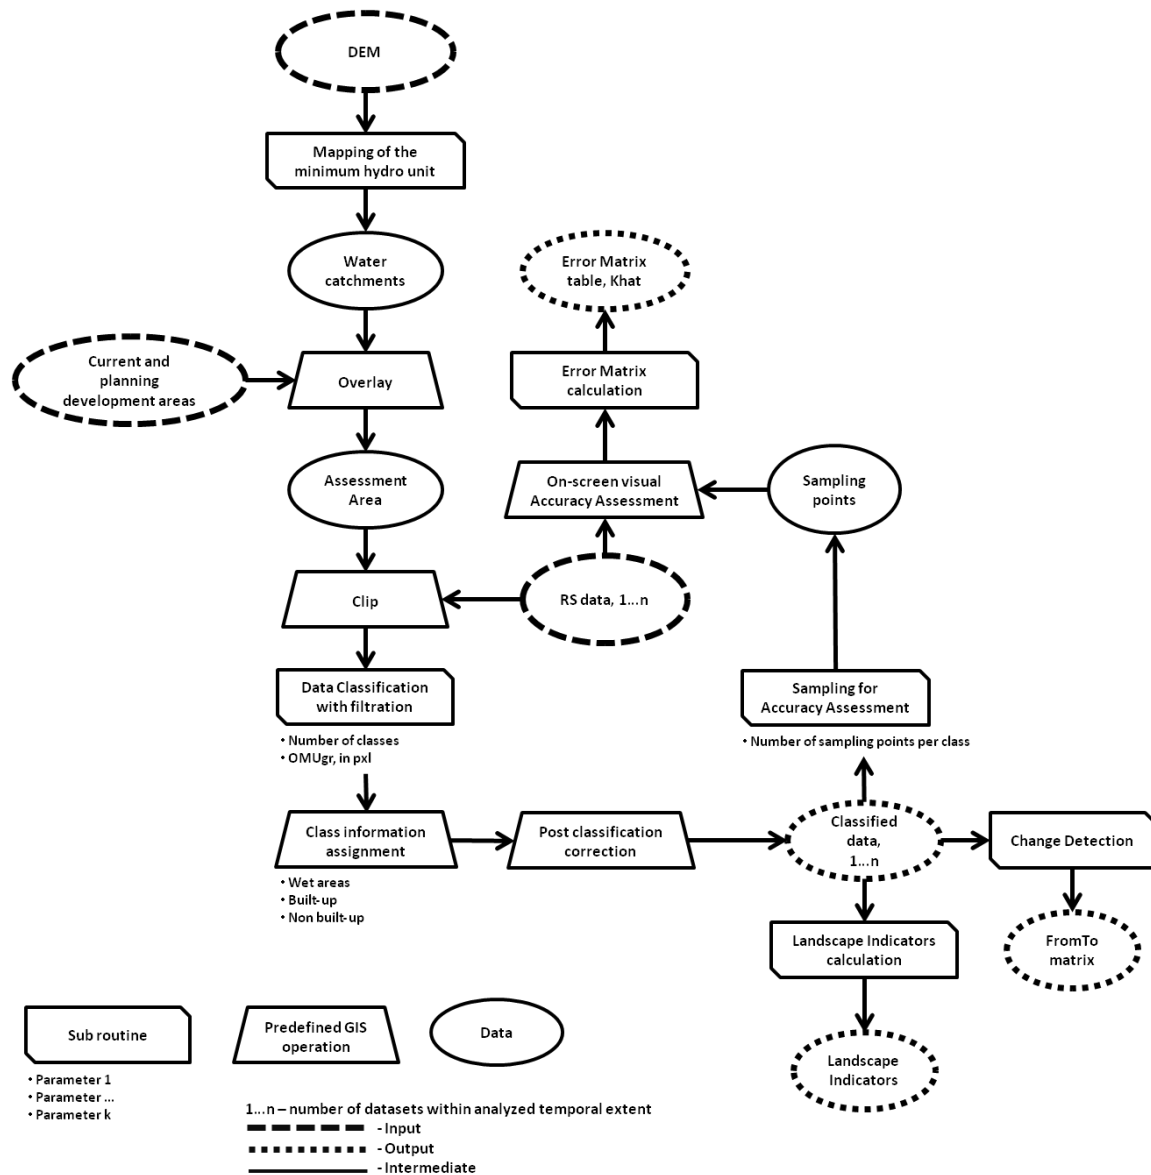 DEM
Mapping of the
minimum hydro unit
Water
catchments
Error Matrix
table, Khat
Current and
planning
development areas
Overlay
Error Matrix
calculation
Assessment
Area
On-screen visual
Accuracy Assessment
Sampling
points
Clip
RS data, 1...n
Data Classification
with filtration
• Number of classes
• OMUgr, in pxl
Sampling for
Accuracy Assessment
• Number of sampling points per class
Class information
assignment
• Wet areas
• Built-up
• Non built-up
Post classification
correction
Classified
data,
1...n
Change Detection
Landscape Indicators
calculation
FromTo
matrix
Landscape
Indicators
Sub routine
• Parameter 1
• Parameter ...
• Parameter k
Predefined GIS
operation
Data
1...n – number of datasets within analyzed temporal extent
- Input
- Output
- Intermediate